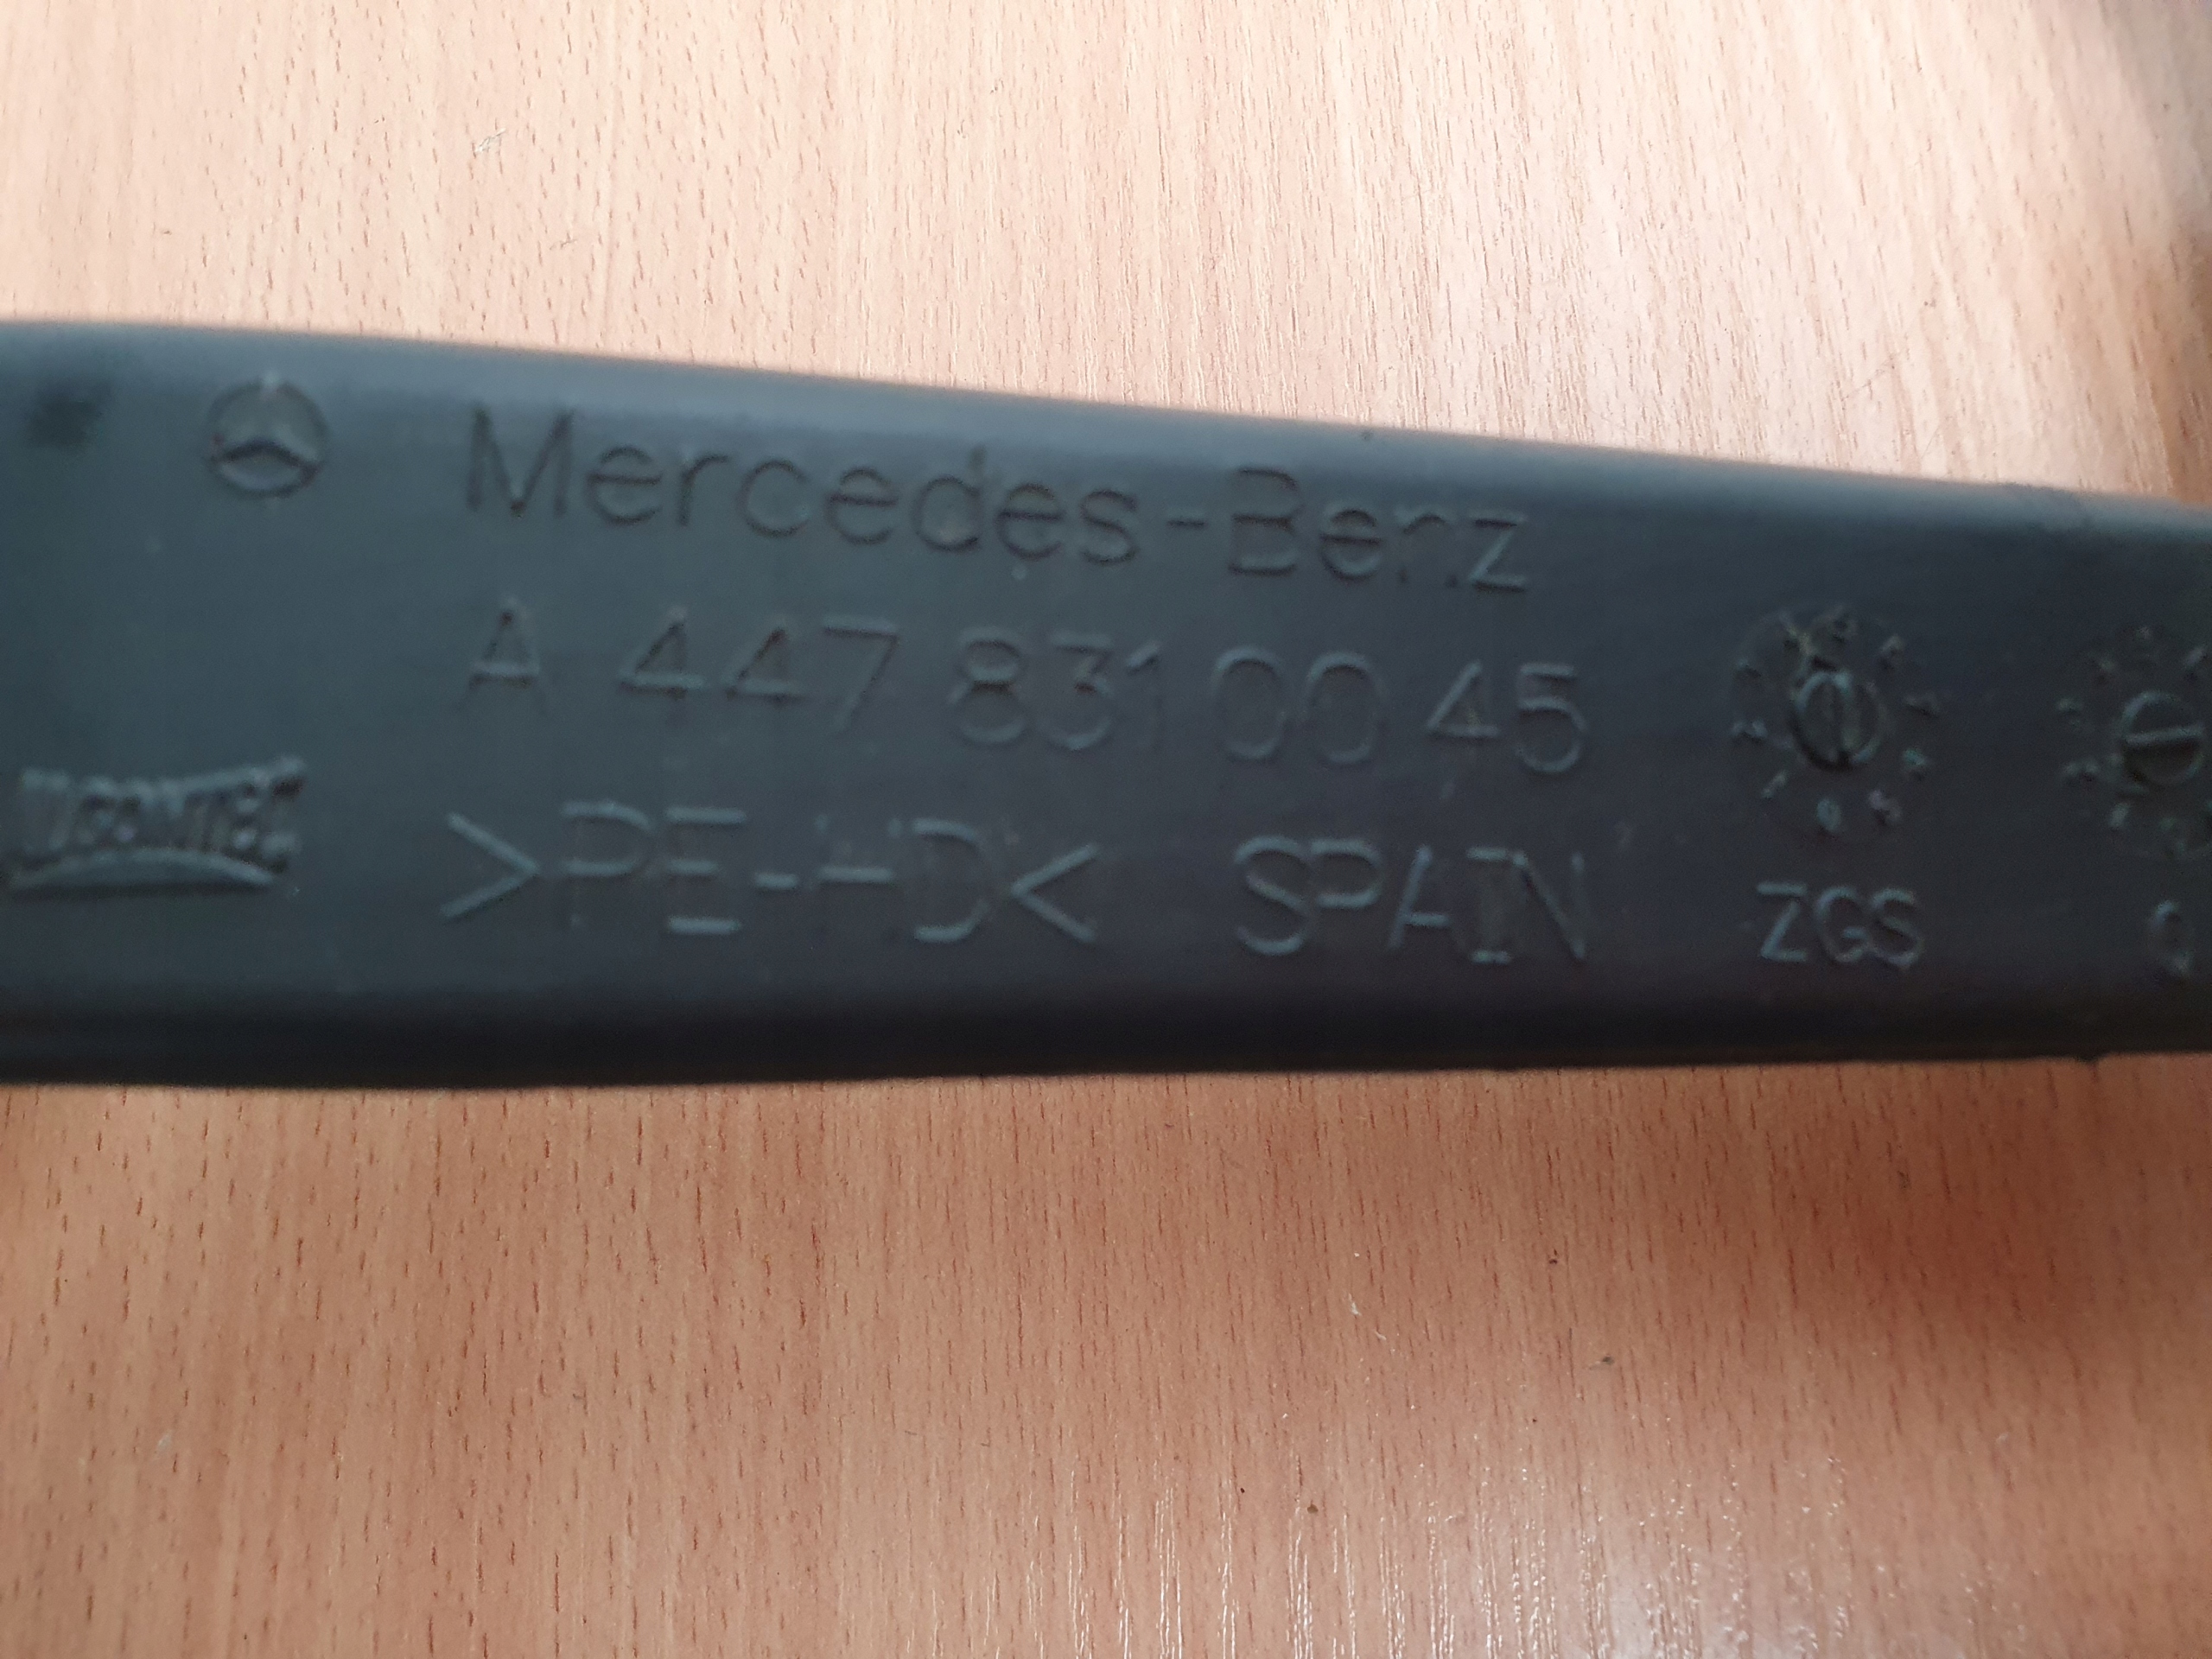 Mercedes-Benz
A 447 831 00 45
>PE-HD< SPAIN
ZGS
Q